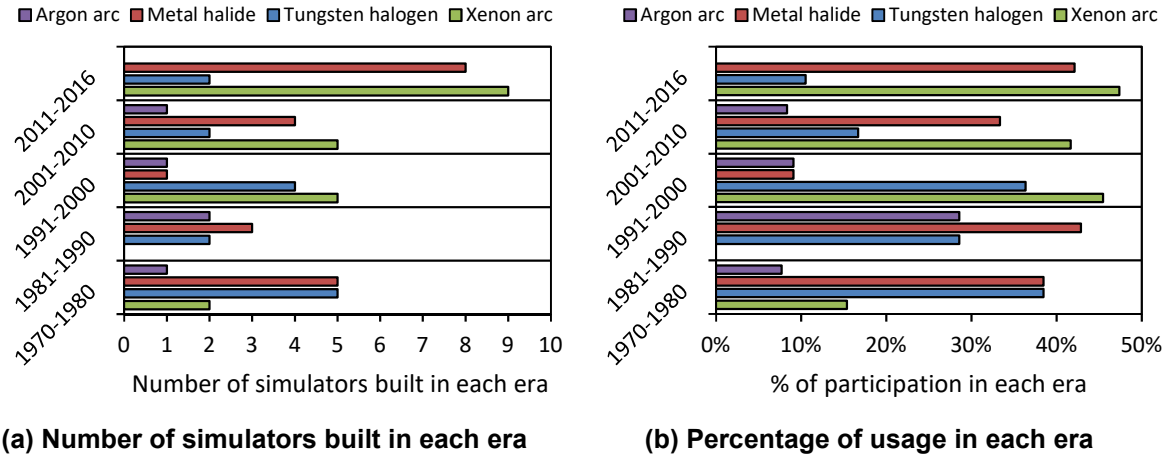 Argon arc Metal halide Tungsten halogen Xenon arc
2011-2016
2001-2010
1991-2000
1981-1990
1970-1980
0 1 2 3 4 5 6 7 8 9 10
Number of simulators built in each era
(a) Number of simulators built in each era
Argon arc Metal halide Tungsten halogen Xenon arc
2011-2016
2001-2010
1991-2000
1981-1990
1970-1980
0% 10% 20% 30% 40% 50%
% of participation in each era
(b) Percentage of usage in each era